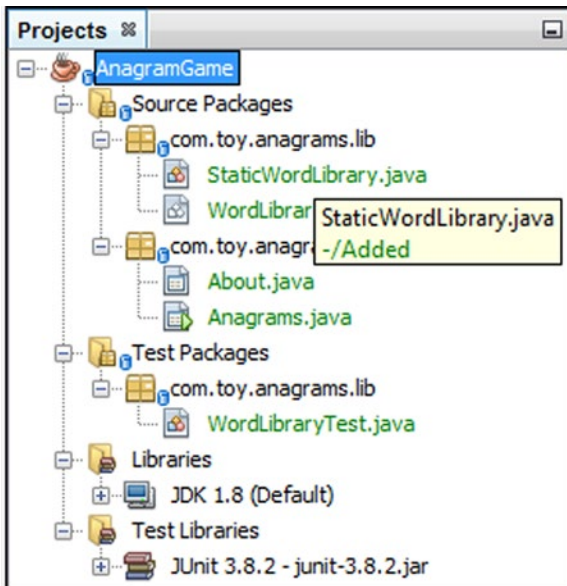 Projects
AnagramGame
Source Packages
com.toy.anagrams.lib
StaticWordLibrary.java
WordLibrar
StaticWordLibrary.java
-/Added
com.toy.anagr
About.java
Anagrams.java
Test Packages
com.toy.anagrams.lib
WordLibraryTest.java
Libraries
JDK 1.8 (Default)
Test Libraries
JUnit 3.8.2 - junit-3.8.2.jar